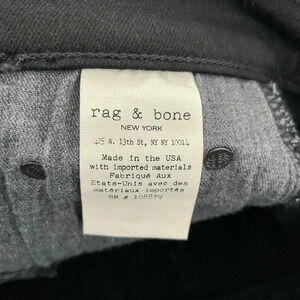 rag & bone
NEW YORK
425 W. 13th St, NY NY 10014
Made in the USA
with imported materials
Fabriqué Aux
Etats-Unis avec des
matériaux importés
RN # 108879